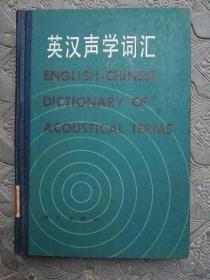 英汉声学词汇
ENGLISH-CHINESE
DICTIONARY OF
ACOUSTICAL TERMS